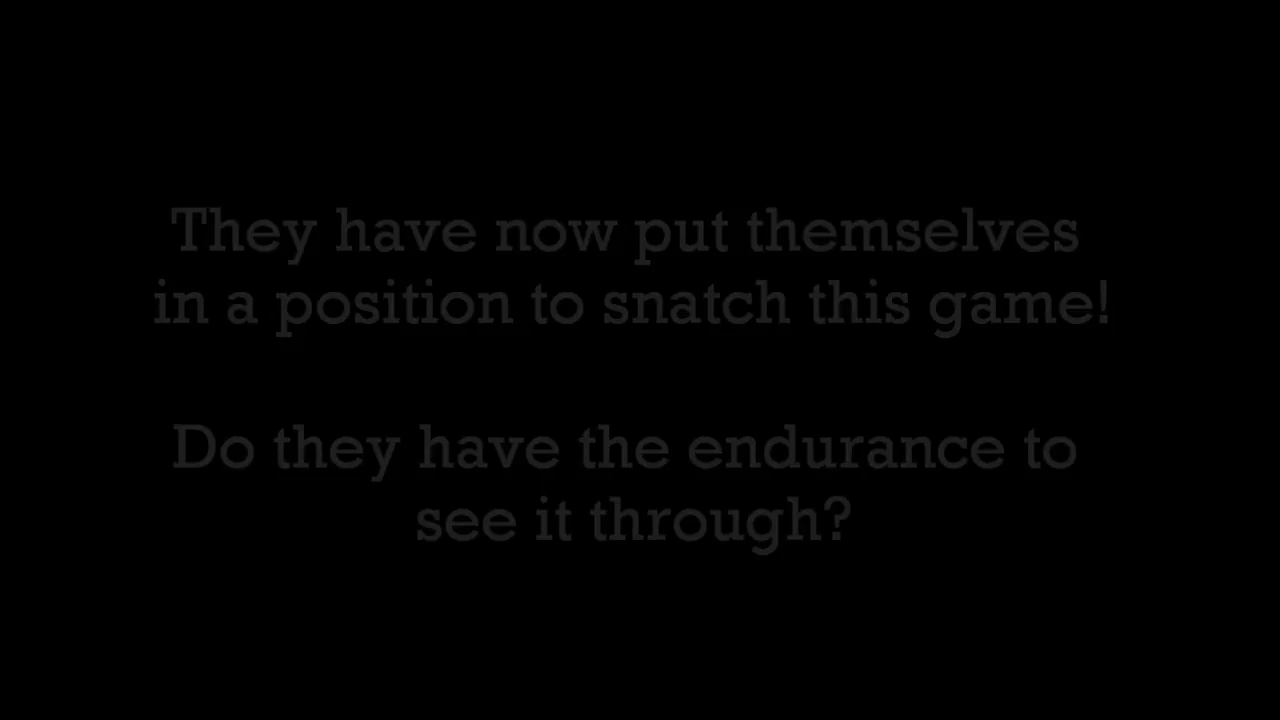 They have now put themselves
in a position to snatch this game!
Do they have the endurance to
see it through?